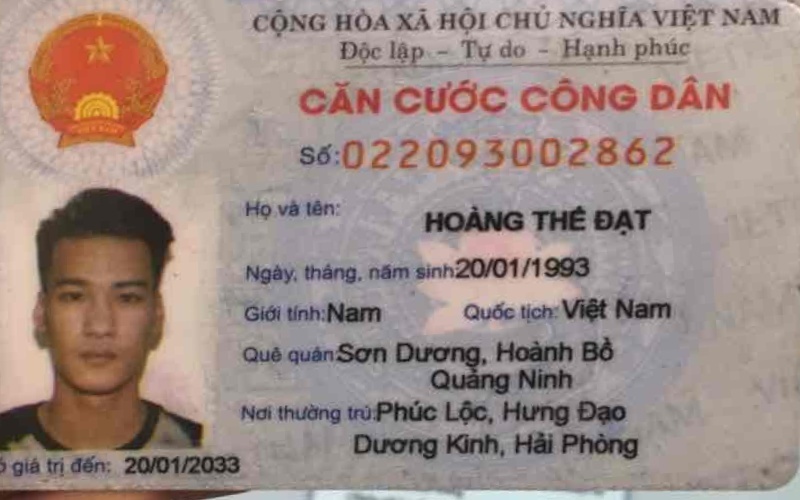 CỘNG HÒA XÃ HỘI CHỦ NGHĨA VIỆT NAM
Độc lập - Tự do - Hạnh phúc
CĂN CƯỚC CÔNG DÂN
Số: 022093002862
Họ và tên: HOÀNG THẾ ĐẠT
Ngày, tháng, năm sinh: 20/01/1993
Giới tính: Nam Quốc tịch: Việt Nam
Quê quán: Sơn Dương, Hoành Bồ
Quảng Ninh
Nơi thường trú: Phúc Lộc, Hưng Đạo
Dương Kinh, Hải Phòng
giá trị đến: 20/01/2033